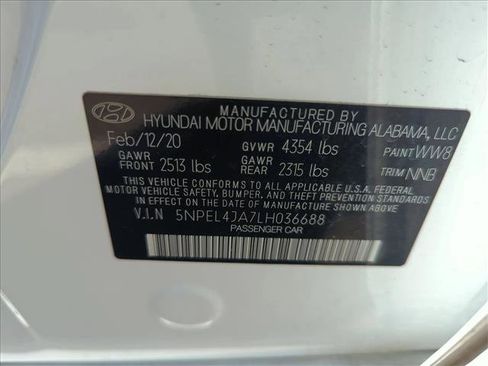 MANUFACTURED BY
HYUNDAI MOTOR MANUFACTURING ALABAMA, LLC
Feb/12/20 GVWR 4354 lbs PAINT WW8
GAWR FRONT 2513 lbs GAWR REAR 2315 lbs TRIM NNB
THIS VEHICLE CONFORMS TO ALL APPLICABLE U.S.A. FEDERAL
MOTOR VEHICLE SAFETY, BUMPER, AND THEFT PREVENTION
STANDARDS IN EFFECT ON THE DATE OF MANUFACTURE SHOWN ABOVE.
V.I.N 5NPEL4JA7LH036688
PASSENGER CAR